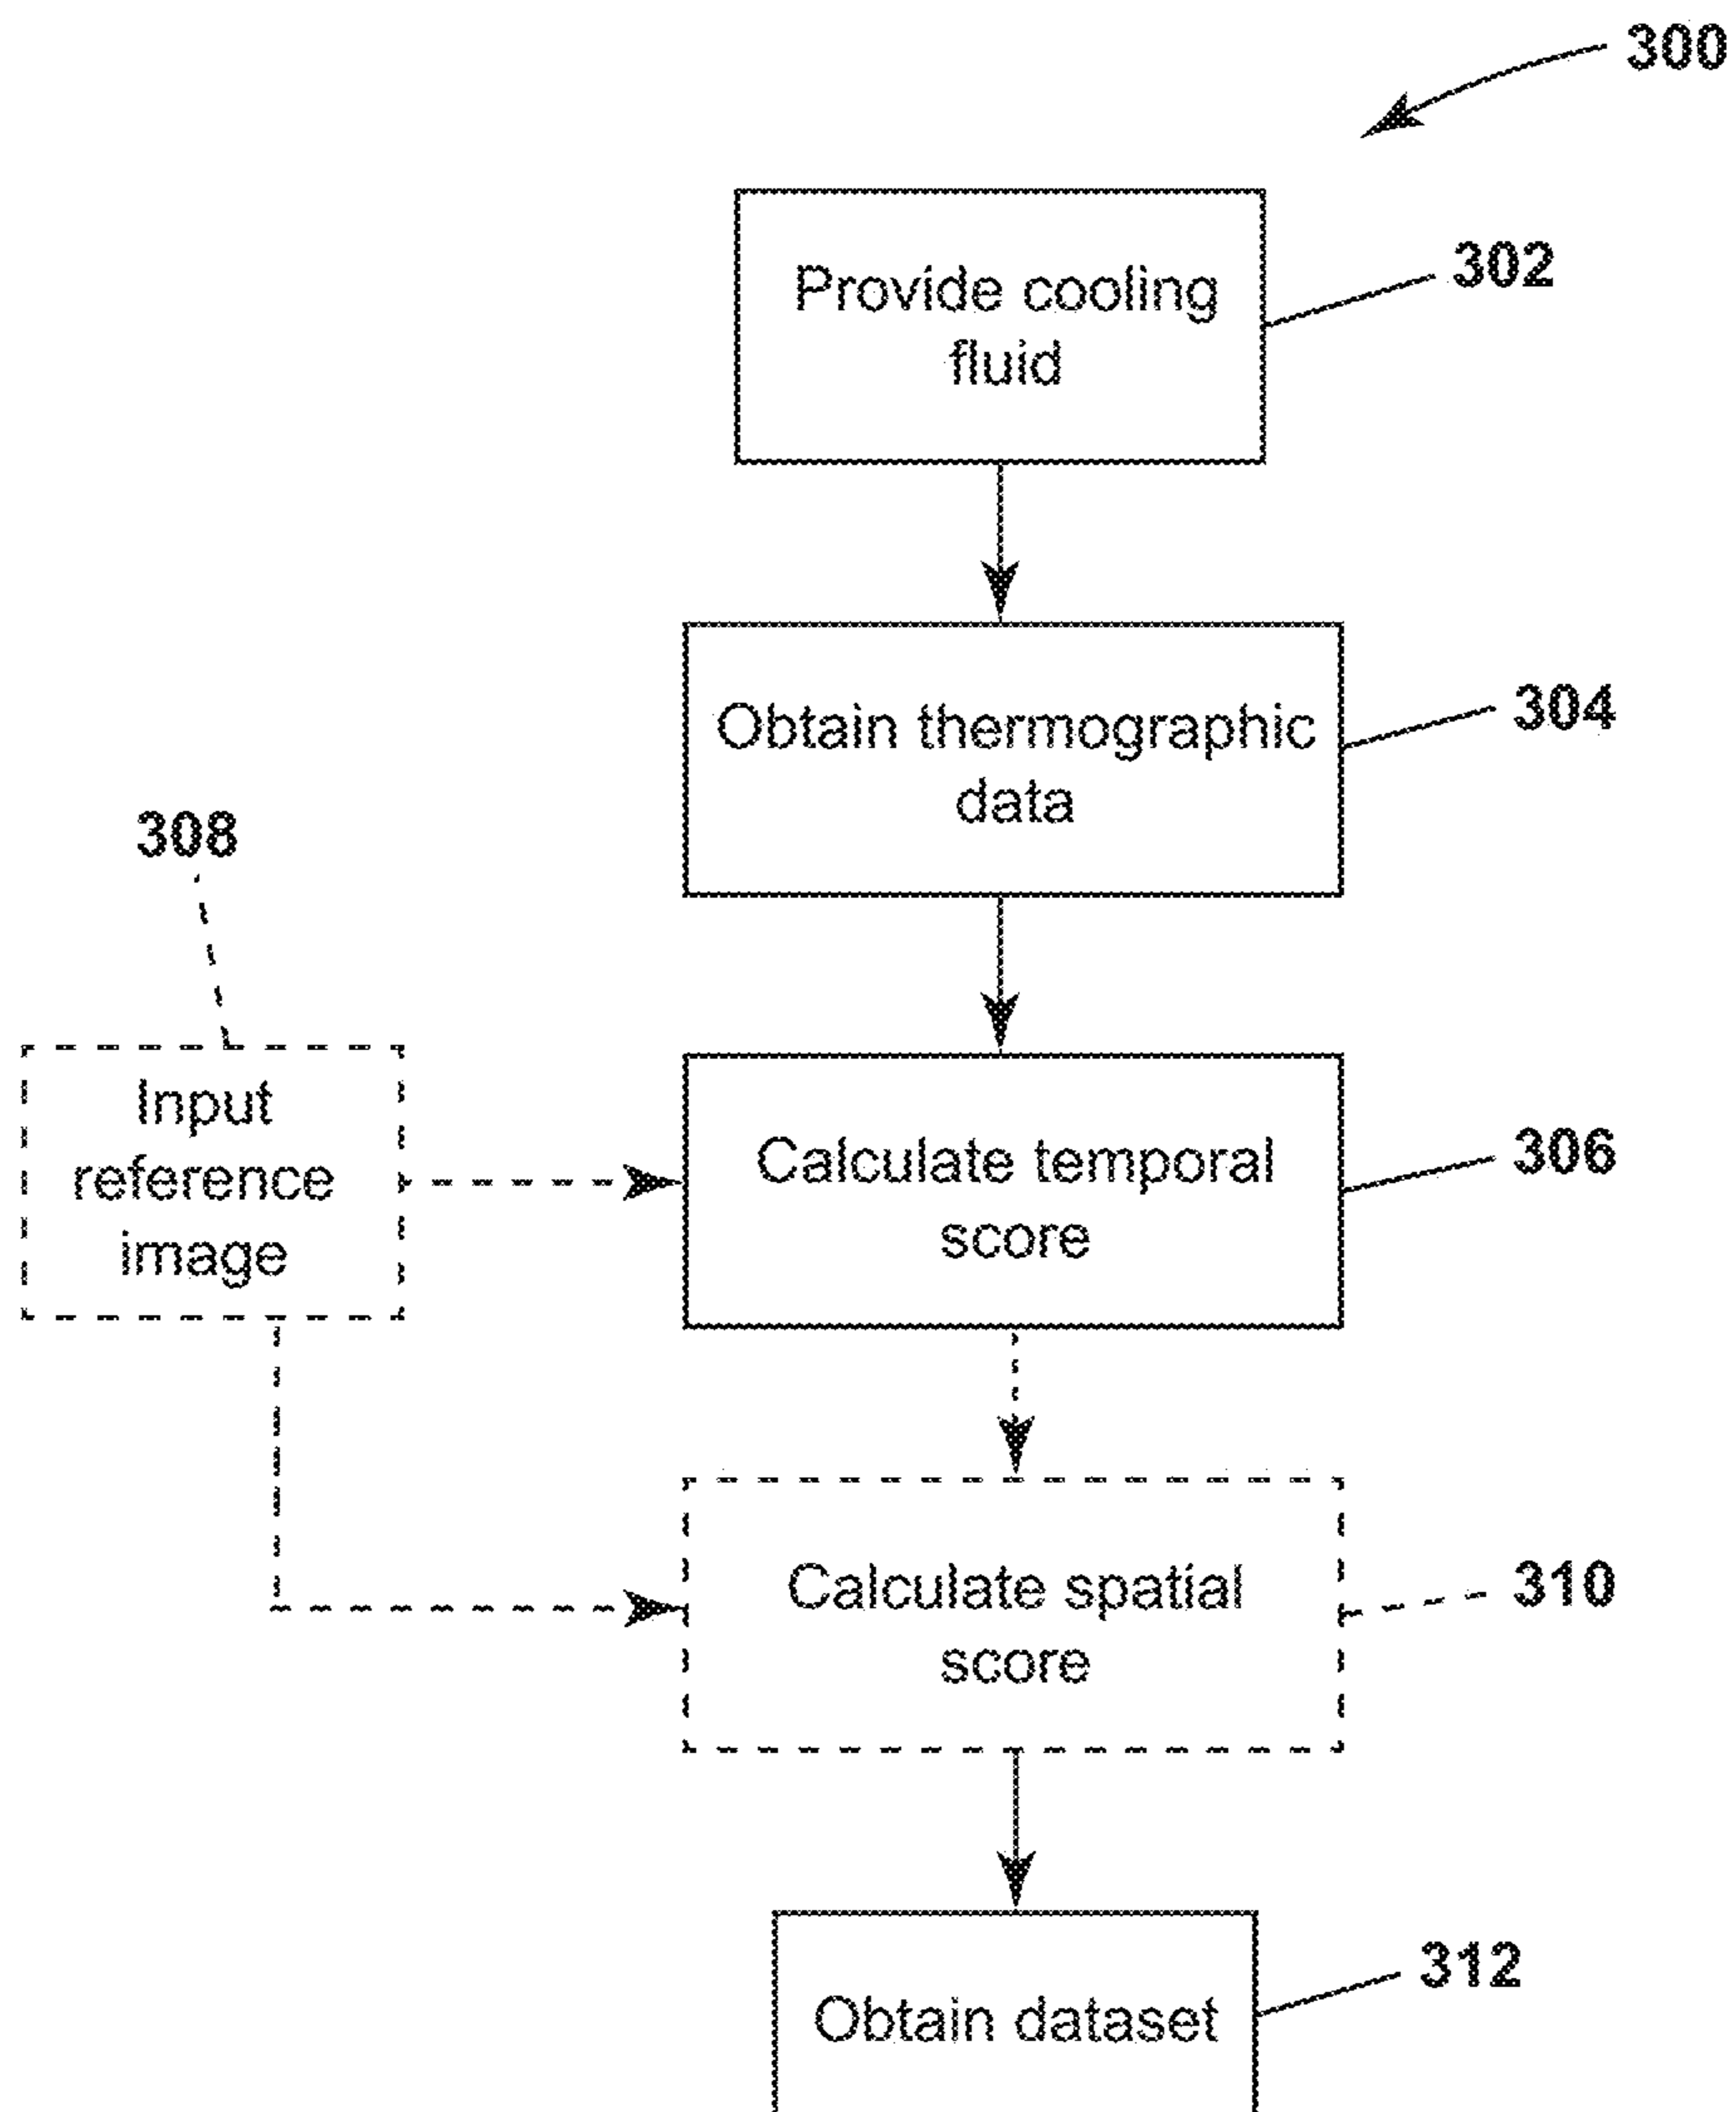 300
Provide cooling
fluid
302
Obtain thermographic
data
304
308
Input
reference
image
Calculate temporal
score
306
Calculate spatial
score
310
Obtain dataset
312